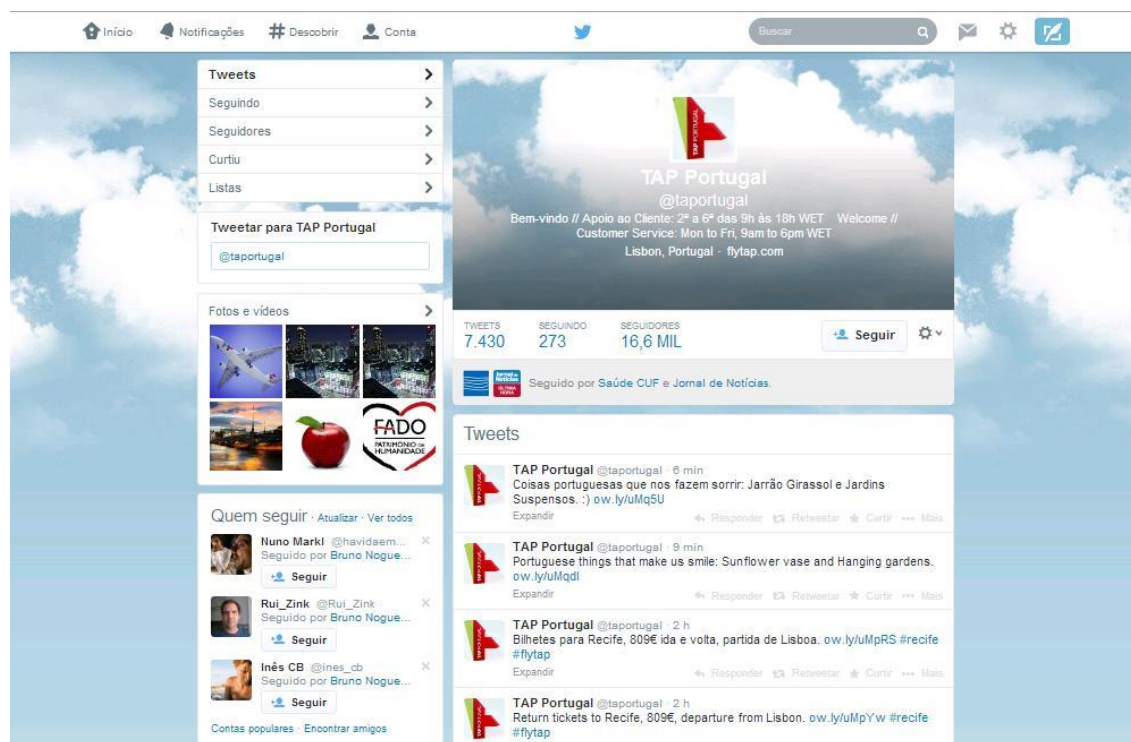 Início
Notificações
Descobrir
Conta
Buscar
Tweets
Seguindo
Seguidores
Curtiu
Listas
Tweetar para TAP Portugal
@taportugal
Fotos e vídeos
FADO
PATRIMÓNIO DA
HUMANIDADE
Quem seguir · Atualizar · Ver todos
Nuno Markl @havidaem...
Seguido por Bruno Nogue...
Seguir
Rui_Zink @Rui_Zink
Seguido por Bruno Nogue...
Seguir
Inês CB @ines_cb
Seguido por Bruno Nogue...
Seguir
Contas populares · Encontrar amigos
TAP PORTUGAL
TAP Portugal
@taportugal
Bem-vindo // Apoio ao Cliente: 2ª a 6ª das 9h às 18h WET Welcome //
Customer Service: Mon to Fri, 9am to 6pm WET
Lisbon, Portugal - flytap.com
TWEETS SEGUINDO SEGUIDORES
7.430 273 16,6 MIL
Seguir
Jornal de
Notícias
ÚLTIMA
HORA
Seguido por Saúde CUF e Jornal de Notícias.
Tweets
TAP Portugal @taportugal · 6 min
Coisas portuguesas que nos fazem sorrir: Jarrão Girassol e Jardins
Suspensos. :) ow.ly/uMq5U
Expandir Responder Retweetar Curtir Mais
TAP Portugal @taportugal · 9 min
Portuguese things that make us smile: Sunflower vase and Hanging gardens.
ow.ly/uMqdl
Expandir Responder Retweetar Curtir Mais
TAP Portugal @taportugal · 2 h
Bilhetes para Recife, 809€ ida e volta, partida de Lisboa. ow.ly/uMpRS #recife
#flytap
Expandir Responder Retweetar Curtir Mais
TAP Portugal @taportugal · 2 h
Return tickets to Recife, 809€, departure from Lisbon. ow.ly/uMpYw #recife
#flytap